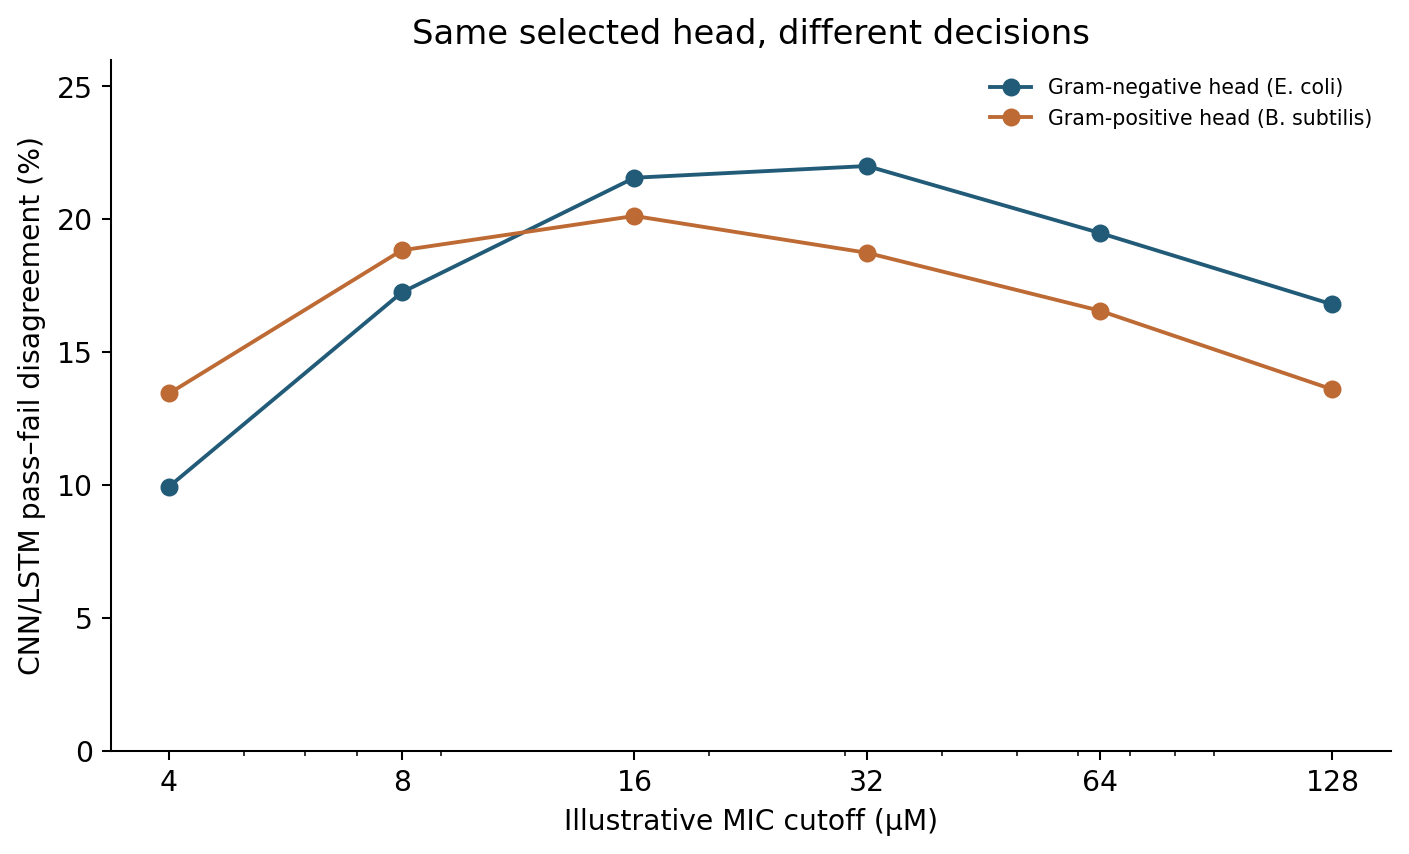 Same selected head, different decisions
Gram-negative head (E. coli)
Gram-positive head (B. subtilis)
CNN/LSTM pass–fail disagreement (%)
25
20
15
10
5
0
4 8 16 32 64 128
Illustrative MIC cutoff (µM)